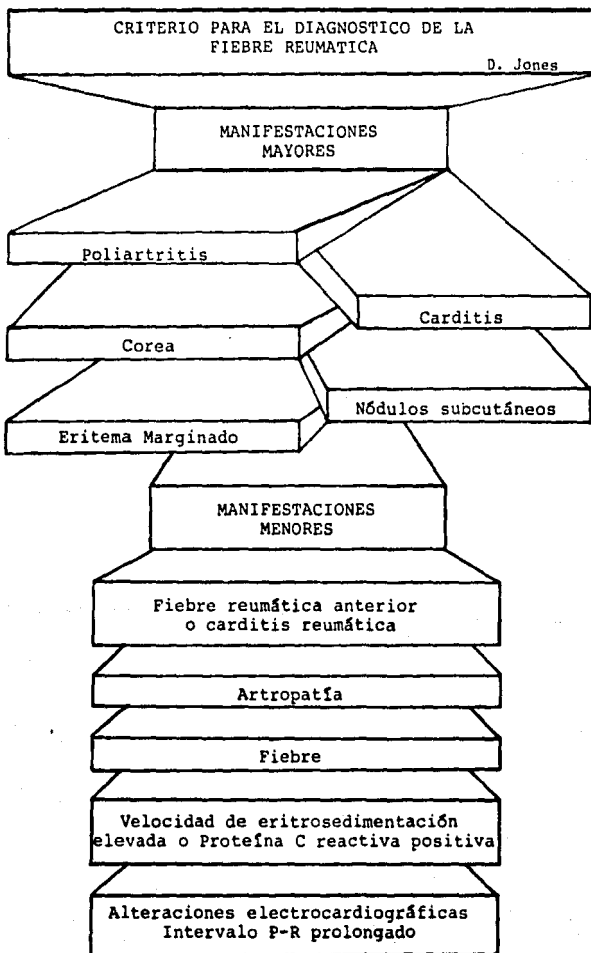 CRITERIO PARA EL DIAGNOSTICO DE LA
FIEBRE REUMATICA
D. Jones
MANIFESTACIONES
MAYORES
Poliartritis
Carditis
Corea
Nódulos subcutáneos
Eritema Marginado
MANIFESTACIONES
MENORES
Fiebre reumática anterior
o carditis reumática
Artropatía
Fiebre
Velocidad de eritrosedimentación
elevada o Proteína C reactiva positiva
Alteraciones electrocardiográficas
Intervalo P-R prolongado